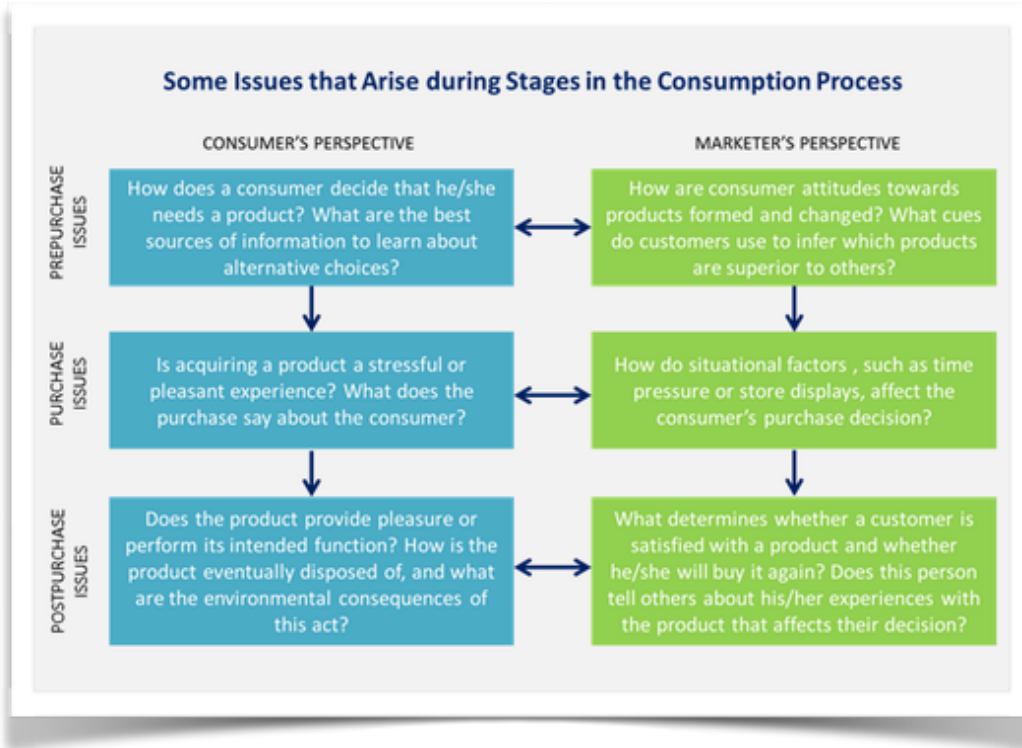 Some Issues that Arise during Stages in the Consumption Process
CONSUMER'S PERSPECTIVE
MARKETER'S PERSPECTIVE
PREPURCHASE
ISSUES
How does a consumer decide that he/she
needs a product? What are the best
sources of information to learn about
alternative choices?
How are consumer attitudes towards
products formed and changed? What cues
do customers use to infer which products
are superior to others?
PURCHASE
ISSUES
Is acquiring a product a stressful or
pleasant experience? What does the
purchase say about the consumer?
How do situational factors , such as time
pressure or store displays, affect the
consumer's purchase decision?
POSTPURCHASE
ISSUES
Does the product provide pleasure or
perform its intended function? How is the
product eventually disposed of, and what
are the environmental consequences of
this act?
What determines whether a customer is
satisfied with a product and whether
he/she will buy it again? Does this person
tell others about his/her experiences with
the product that affects their decision?